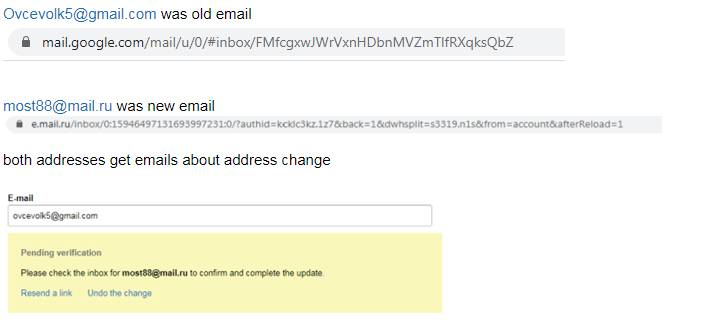 Ovcevolk5@gmail.com was old email
mail.google.com/mail/u/0/#inbox/FMfcgxwJWrVxnHDbnMVZmTlfRXqksQbZ
most88@mail.ru was new email
e.mail.ru/inbox/0:15946497131693997231:0/?authid=kcklc3kz.1z7&back=1&dwhsplit=s3319.n1s&from=account&afterReload=1
both addresses get emails about address change
E-mail
ovcevolk5@gmail.com
Pending verification
Please check the inbox for most88@mail.ru to confirm and complete the update.
Resend a link Undo the change